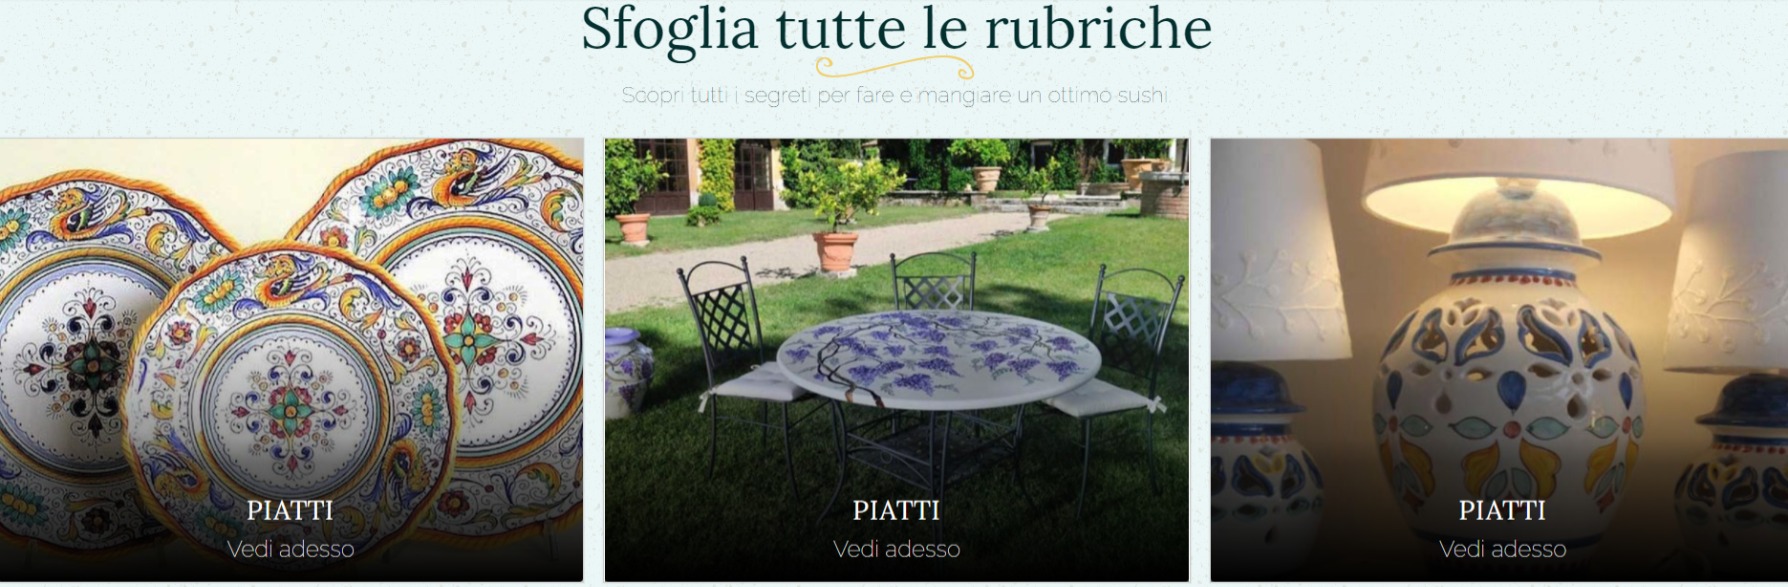 Sfoglia tutte le rubriche
Scopri tutti i segreti per fare e mangiare un ottimo sushi
PIATTI
Vedi adesso
PIATTI
Vedi adesso
PIATTI
Vedi adesso